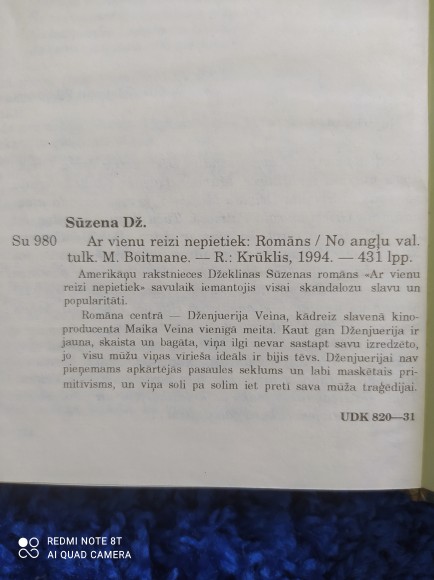 Sūzena Dž.
Su 980 Ar vienu reizi nepietiek: Romāns / No angļu val.
tulk. M. Boitmane. — R.: Krūklis, 1994. — 431 lpp.
Amerikāņu rakstnieces Džeklīnas Sūzenas romāns «Ar vienu
reizi nepietiek» savulaik iemantojis visai skandalozu slavu un
popularitāti.
Romāna centrā — Dženjuerija Veina, kādreiz slavenā kino-
producenta Maika Veina vienīgā meita. Kaut gan Dženjuerija ir
jauna, skaista un bagāta, viņa ilgi nevar sastapt savu izredzēto,
jo visu mūžu viņas vīrieša ideāls ir bijis tēvs. Dženjuerijai nav
pieņemams apkārtējās pasaules seklums un labi maskētais pri-
mitīvisms, un viņa soli pa solim iet pretī sava mūža traģēdijai.
UDK 820—31
REDMI NOTE 8T
AI QUAD CAMERA